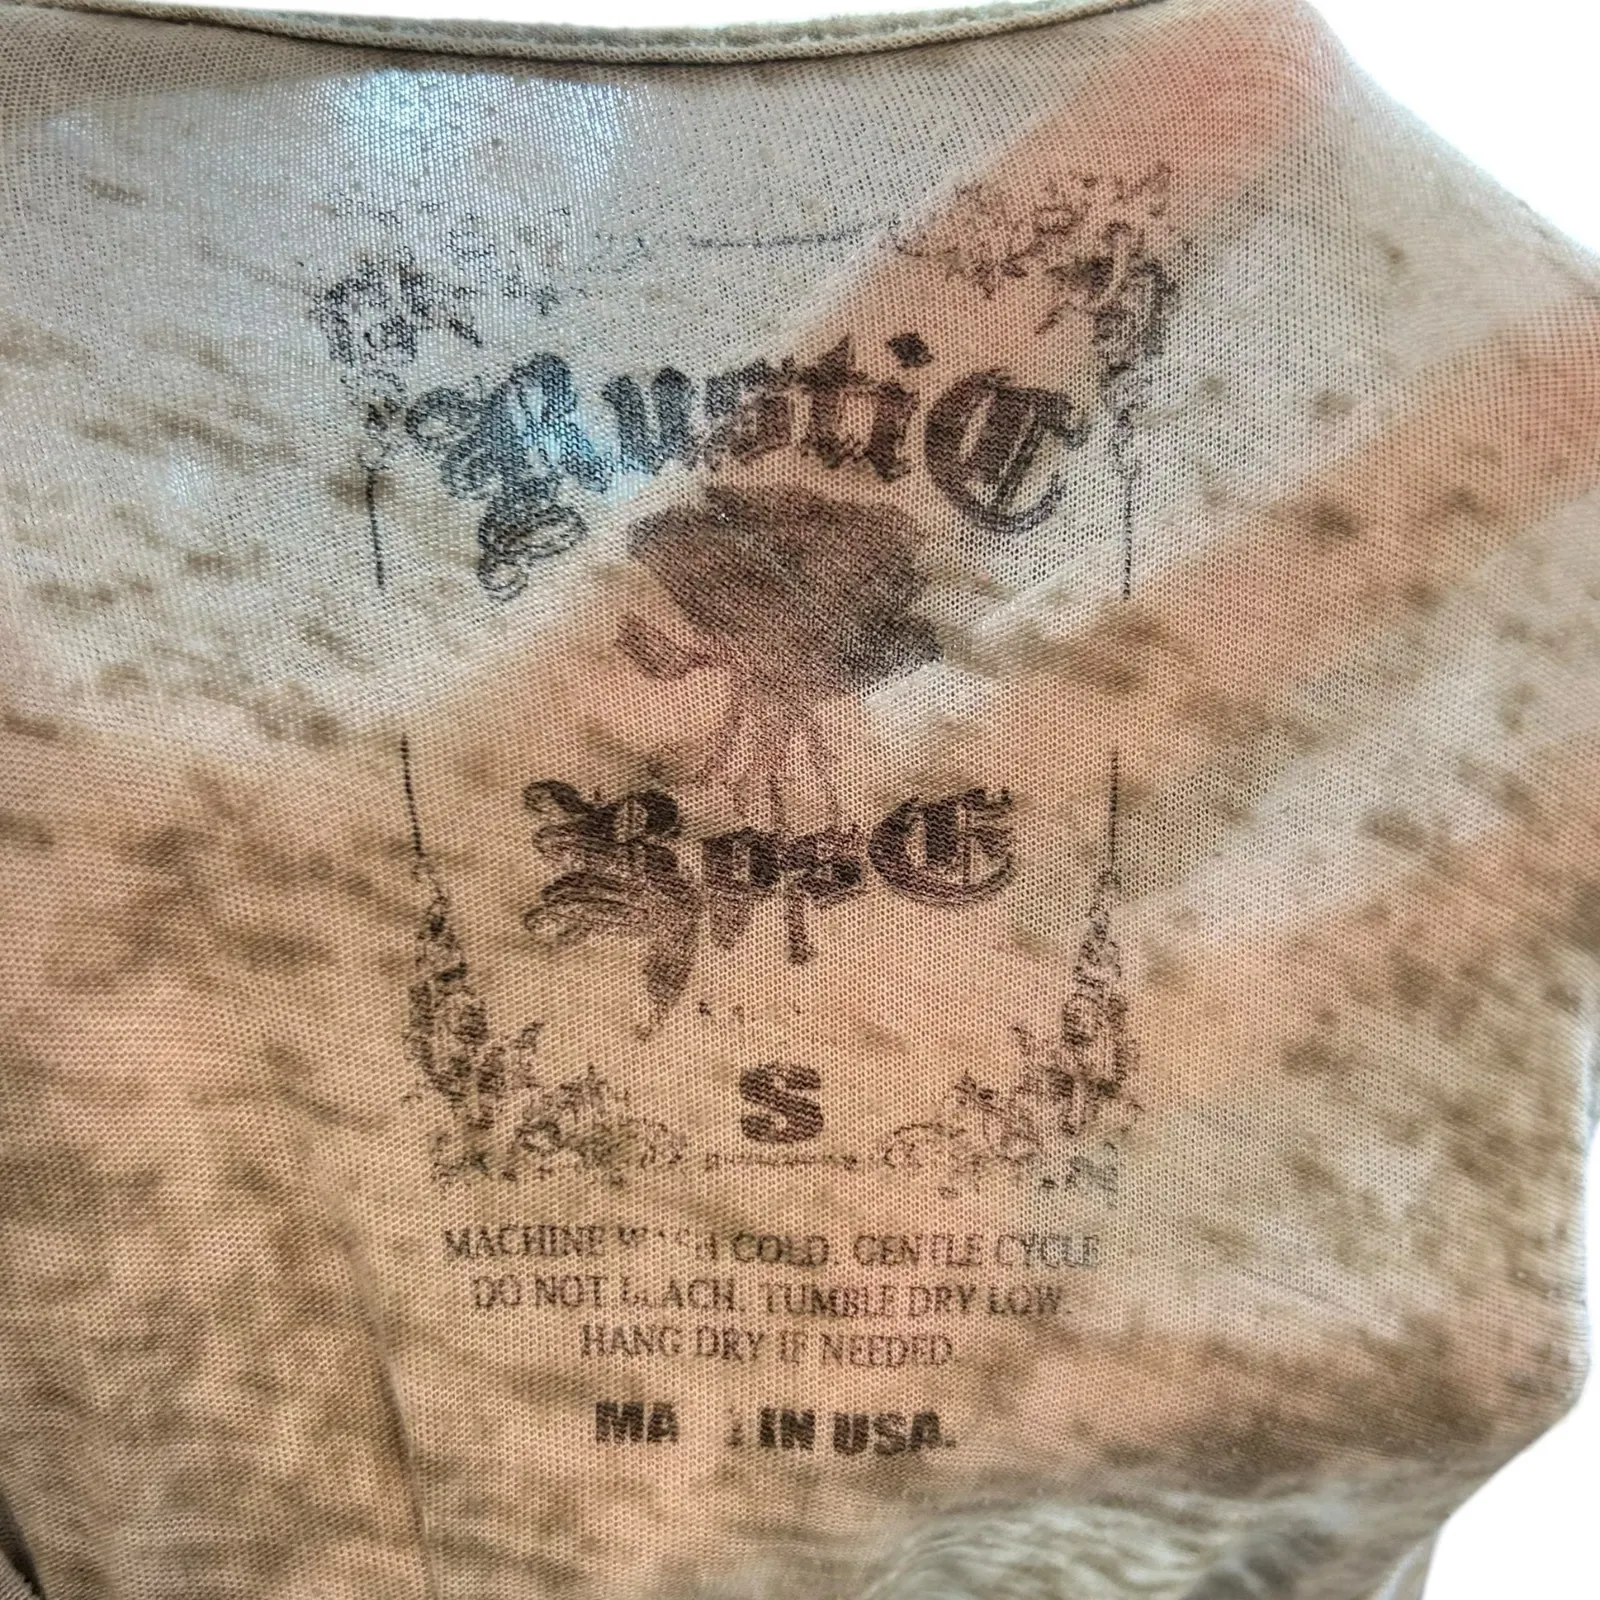 RustiC
RosE
S
MACHINE WASH COLD. GENTLE CYCLE
DO NOT BLEACH. TUMBLE DRY LOW.
HANG DRY IF NEEDED.
MADE IN USA.